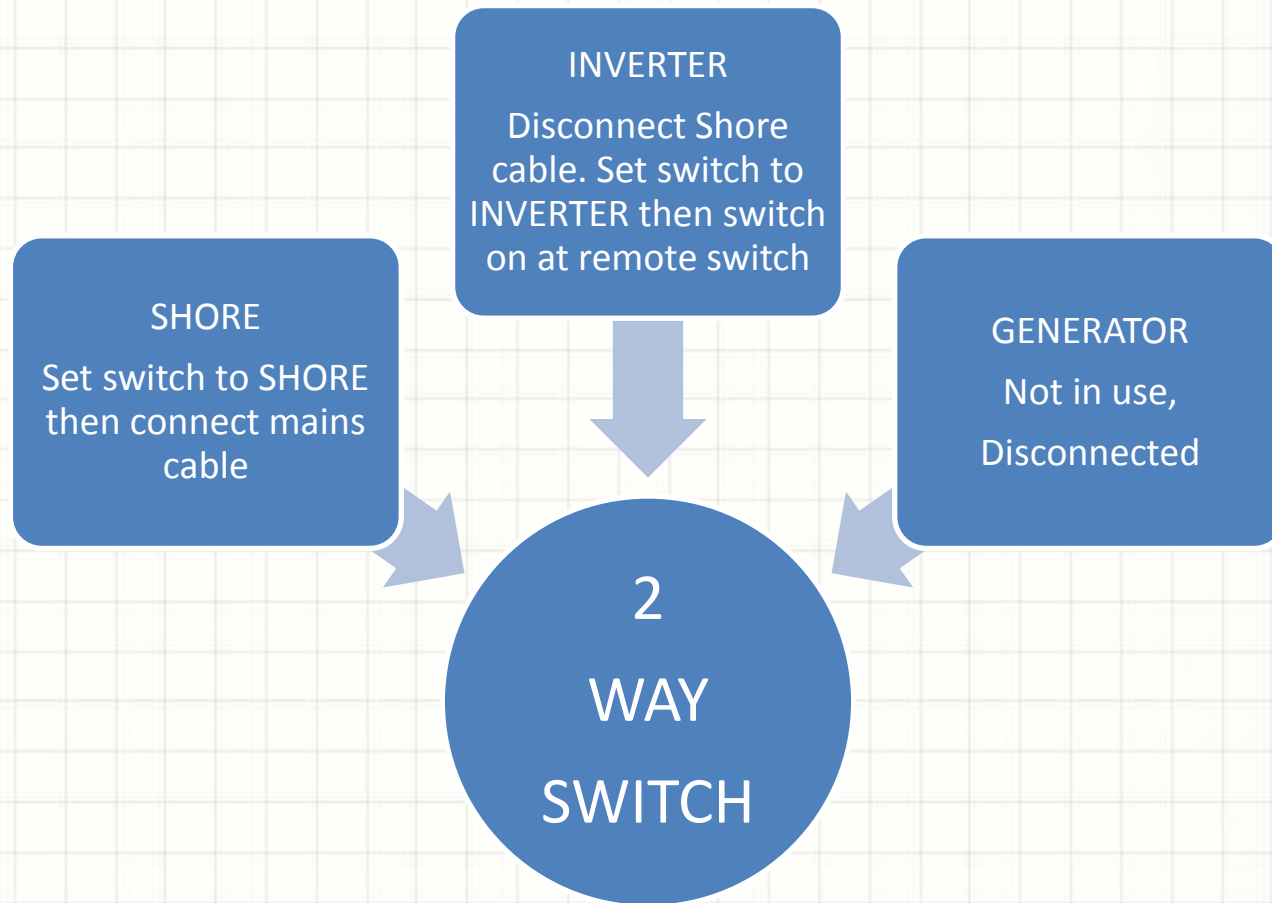 INVERTER
Disconnect Shore
cable. Set switch to
INVERTER then switch
on at remote switch
SHORE
Set switch to SHORE
then connect mains
cable
GENERATOR
Not in use,
Disconnected
2
WAY
SWITCH